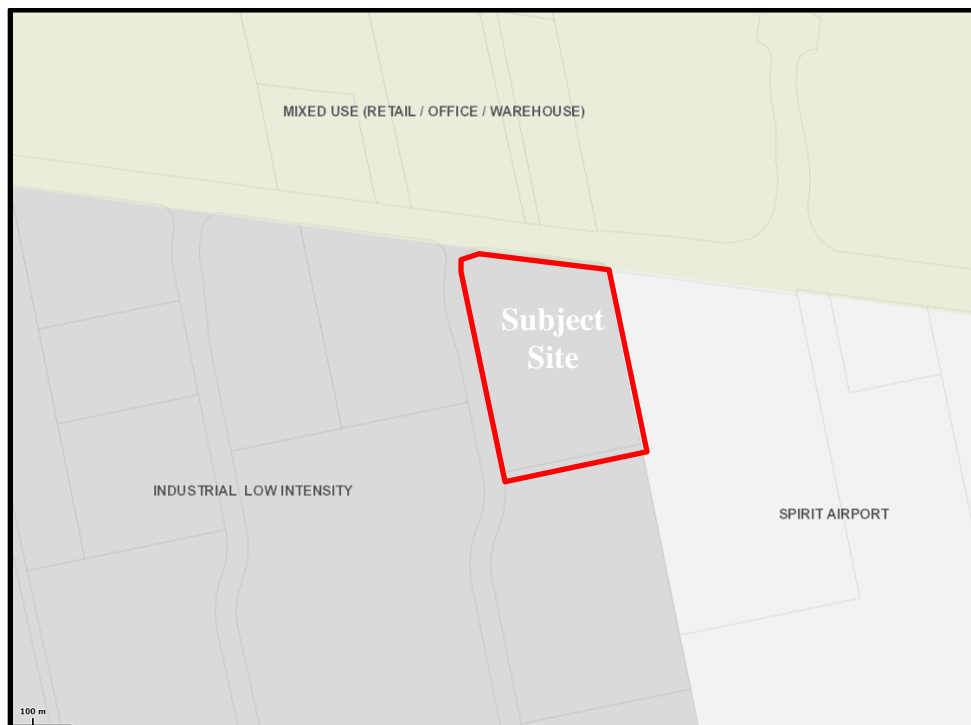 MIXED USE (RETAIL / OFFICE / WAREHOUSE)
Subject
Site
INDUSTRIAL LOW INTENSITY
SPIRIT AIRPORT
100 m